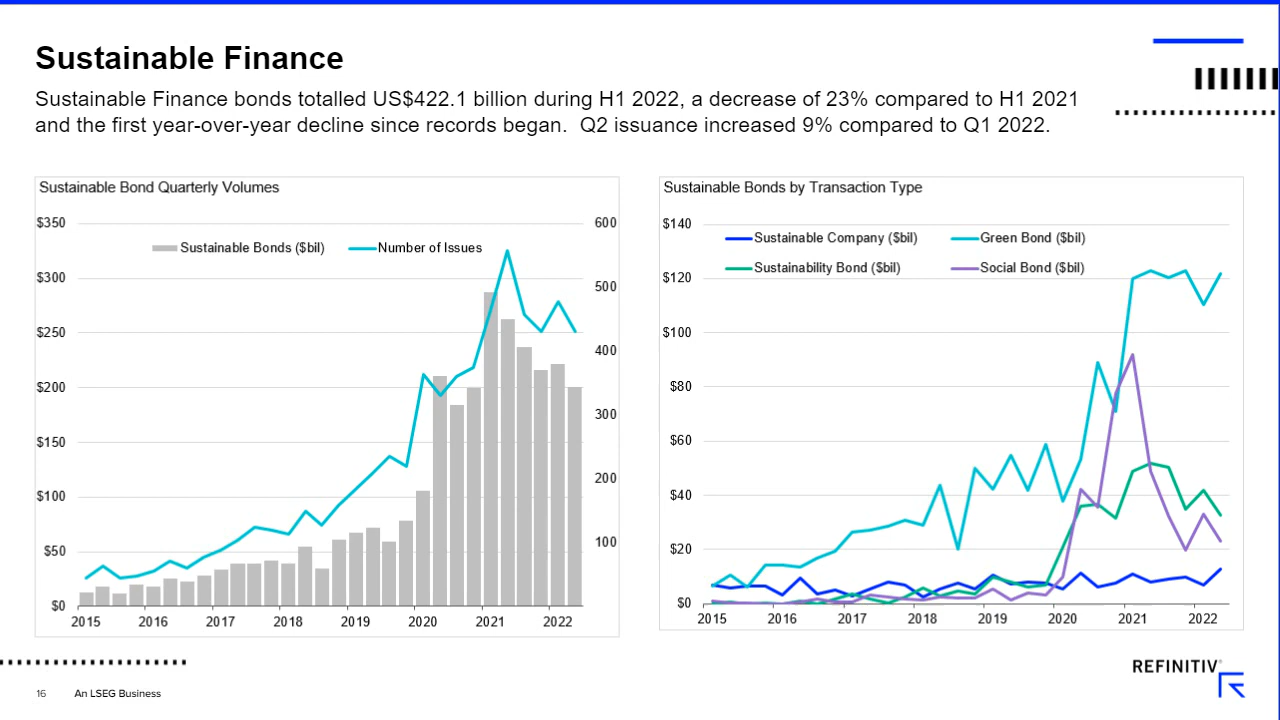 Sustainable Finance
Sustainable Finance bonds totalled US$422.1 billion during H1 2022, a decrease of 23% compared to H1 2021
and the first year-over-year decline since records began.  Q2 issuance increased 9% compared to Q1 2022.
Sustainable Bond Quarterly Volumes
$350
$300
$250
$200
$150
$100
$50
$0
600
500
400
300
200
100
Sustainable Bonds ($bil)
Number of Issues
2015 2016 2017 2018 2019 2020 2021 2022
Sustainable Bonds by Transaction Type
$140
$120
$100
$80
$60
$40
$20
$0
Sustainable Company ($bil)
Green Bond ($bil)
Sustainability Bond ($bil)
Social Bond ($bil)
2015 2016 2017 2018 2019 2020 2021 2022
16 An LSEG Business
REFINITIV